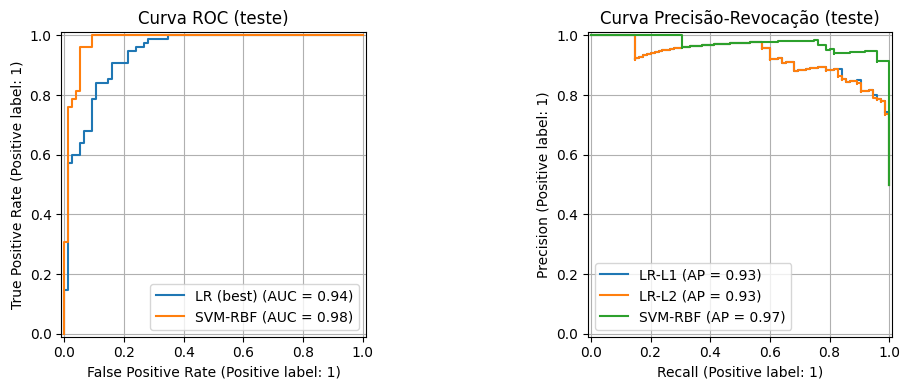 Curva ROC (teste)
True Positive Rate (Positive label: 1)
1.0
0.8
0.6
0.4
0.2
0.0
0.0 0.2 0.4 0.6 0.8 1.0
False Positive Rate (Positive label: 1)
LR (best) (AUC = 0.94)
SVM-RBF (AUC = 0.98)
Curva Precisão-Revocação (teste)
Precision (Positive label: 1)
1.0
0.8
0.6
0.4
0.2
0.0
0.0 0.2 0.4 0.6 0.8 1.0
Recall (Positive label: 1)
LR-L1 (AP = 0.93)
LR-L2 (AP = 0.93)
SVM-RBF (AP = 0.97)